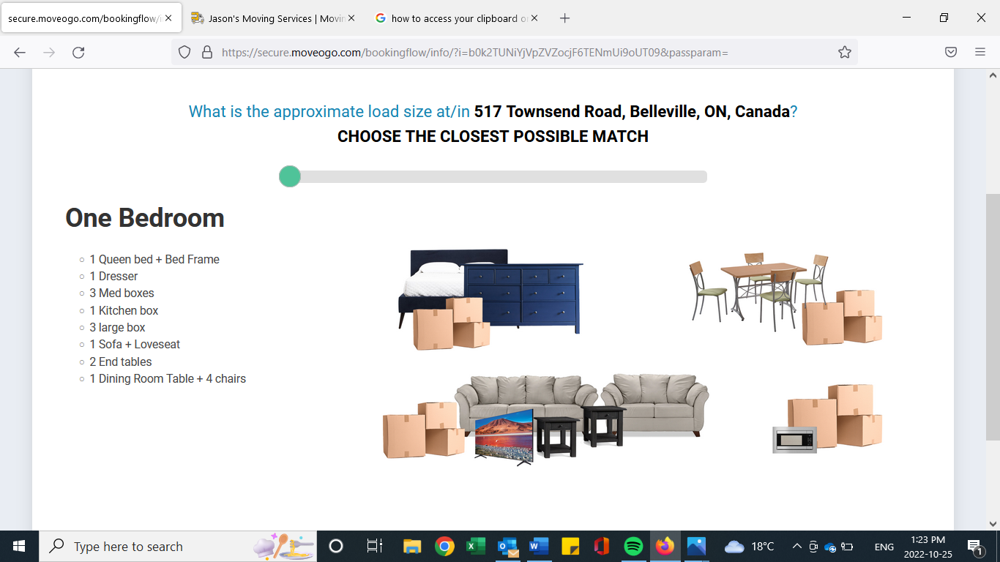 secure.moveogo.com/bookingflow/i
Jason's Moving Services | Movin
how to access your clipboard o
https://secure.moveogo.com/bookingflow/info/?i=b0k2TUNiYjVpZVZocjF6TENmUi9oUT09&passparam=
What is the approximate load size at/in 517 Townsend Road, Belleville, ON, Canada?
CHOOSE THE CLOSEST POSSIBLE MATCH
One Bedroom
1 Queen bed + Bed Frame
1 Dresser
3 Med boxes
1 Kitchen box
3 large box
1 Sofa + Loveseat
2 End tables
1 Dining Room Table + 4 chairs
Type here to search
18°C
ENG
1:23 PM
2022-10-25
1